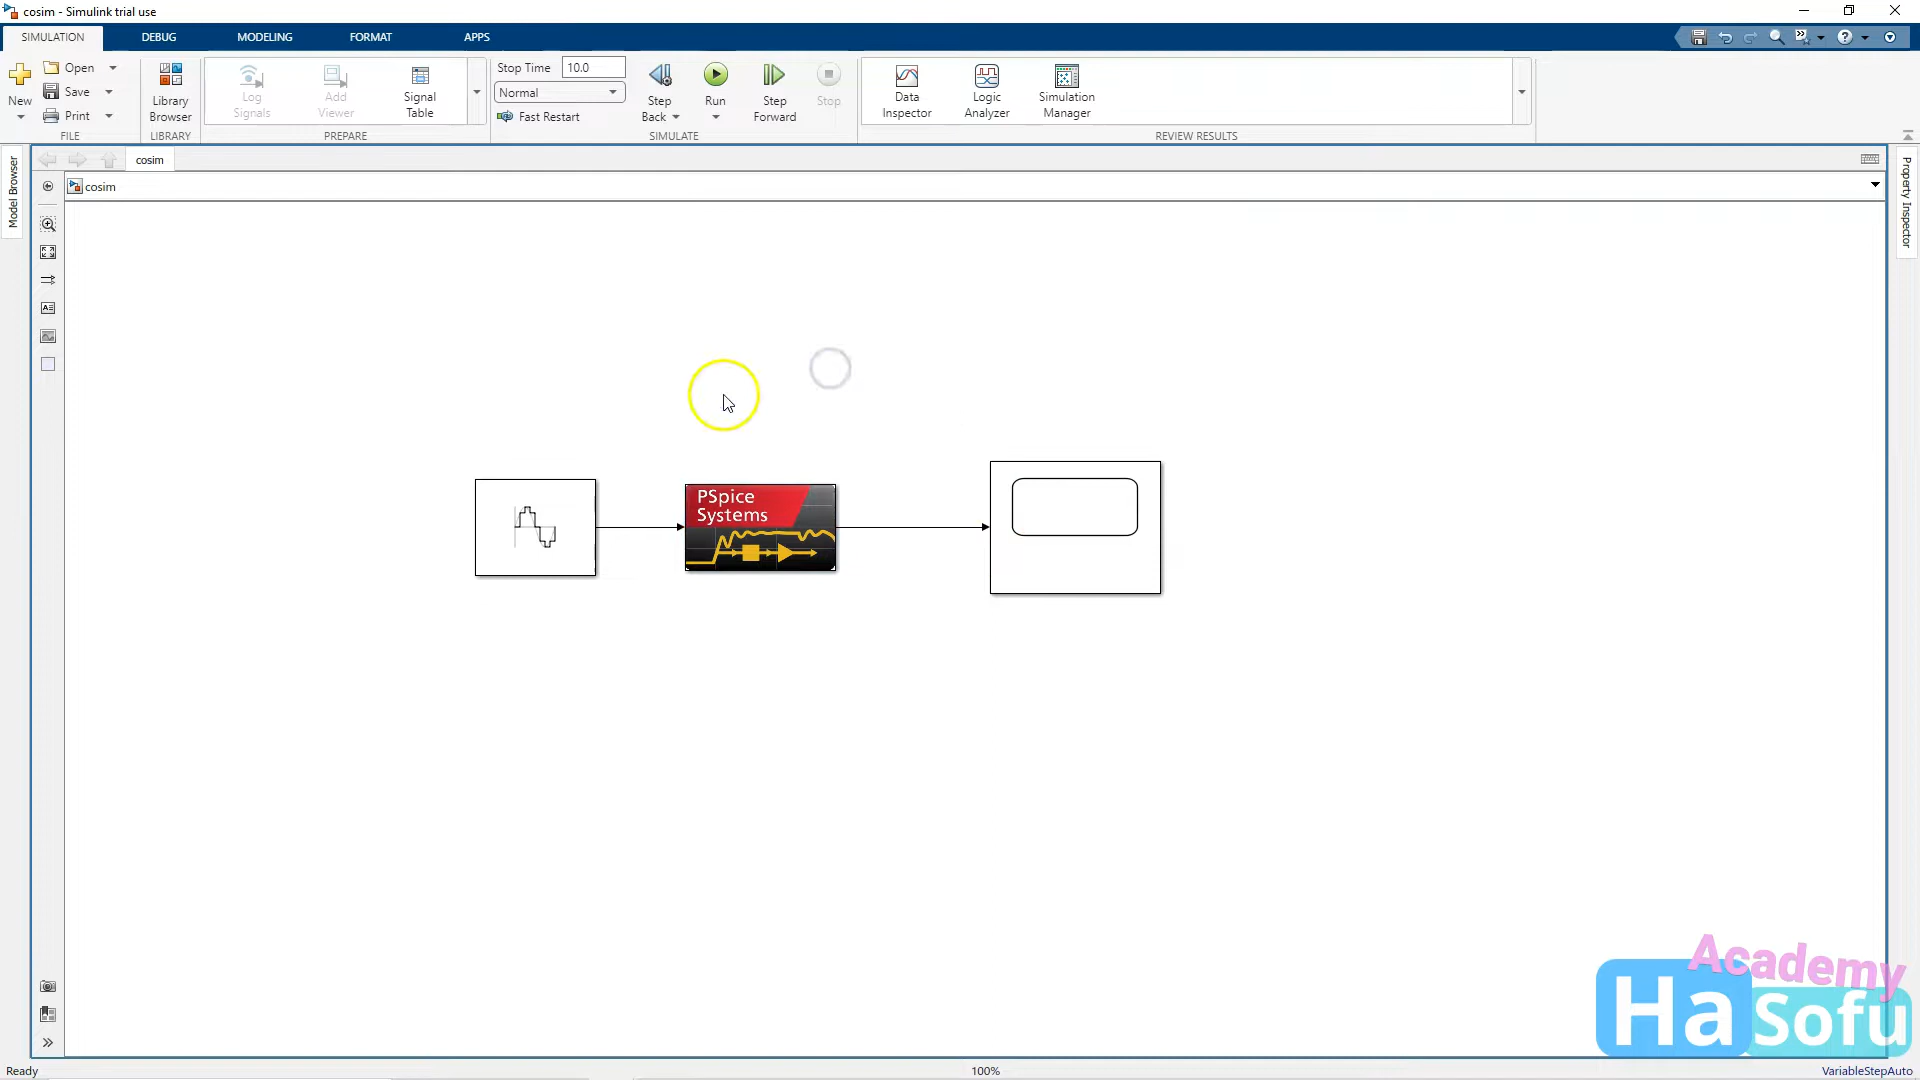 cosim - Simulink trial use
SIMULATION
DEBUG
MODELING
FORMAT
APPS
New
Open
Save
Print
FILE
Library Browser
LIBRARY
Log Signals
Add Viewer
Signal Table
PREPARE
Stop Time 10.0
Normal
Fast Restart
Step Back
Run
Step Forward
Stop
SIMULATE
Data Inspector
Logic Analyzer
Simulation Manager
REVIEW RESULTS
Model Browser
cosim
cosim
Property Inspector
PSpice
Systems
Academy
Ha Sofu
Ready
100%
VariableStepAuto